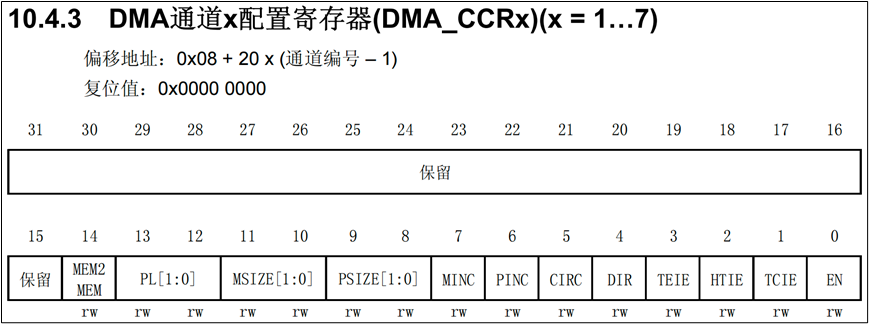 10.4.3 DMA通道x配置寄存器(DMA_CCRx)(x = 1…7)
偏移地址：0x08 + 20 x (通道编号 – 1)
复位值：0x0000 0000
31 30 29 28 27 26 25 24 23 22 21 20 19 18 17 16
保留
15 14 13 12 11 10 9 8 7 6 5 4 3 2 1 0
保留 MEM2 MEM PL[1:0] MSIZE[1:0] PSIZE[1:0] MINC PINC CIRC DIR TEIE HTIE TCIE EN
rw rw rw rw rw rw rw rw rw rw rw rw rw rw rw